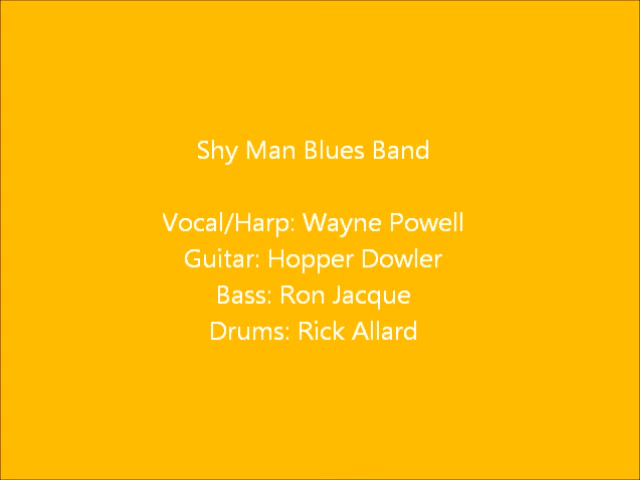 Shy Man Blues Band
Vocal/Harp: Wayne Powell
Guitar: Hopper Dowler
Bass: Ron Jacque
Drums: Rick Allard